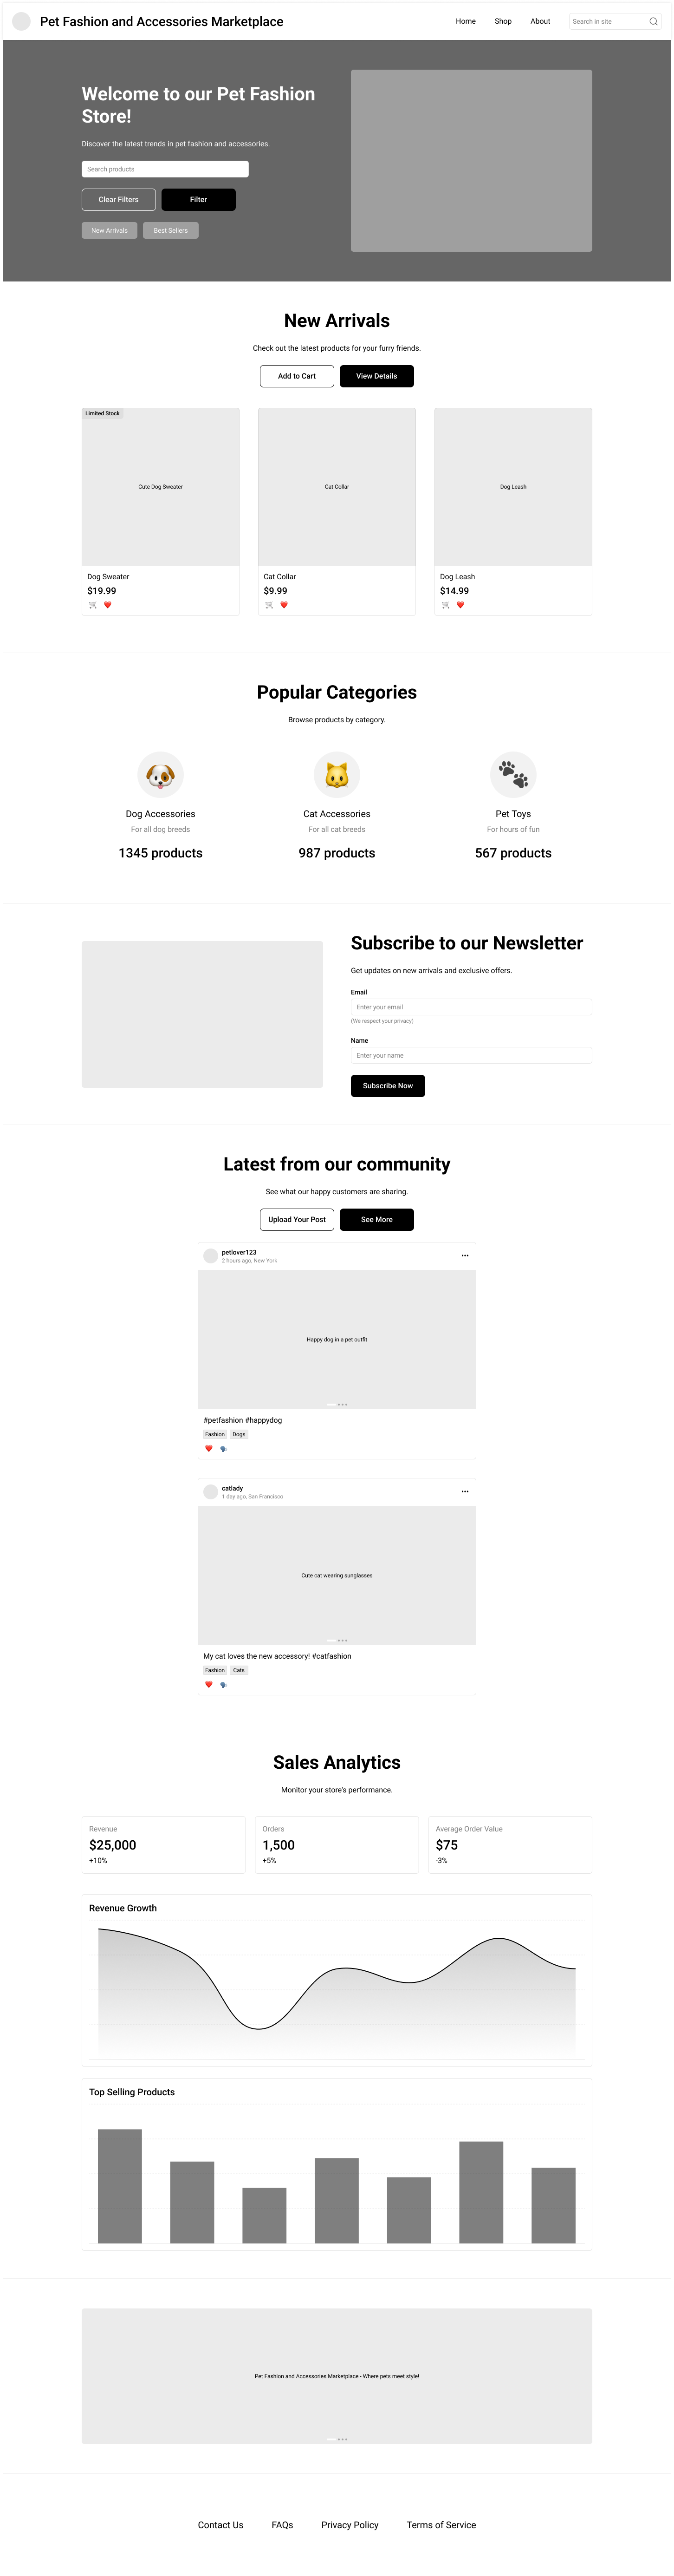 Pet Fashion and Accessories Marketplace
Home
Shop
About
Search in site
Welcome to our Pet Fashion
Store!
Discover the latest trends in pet fashion and accessories.
Search products
Clear Filters
Filter
New Arrivals
Best Sellers
New Arrivals
Check out the latest products for your furry friends.
Add to Cart
View Details
Limited Stock
Cute Dog Sweater
Dog Sweater
$19.99
Cat Collar
Cat Collar
$9.99
Dog Leash
Dog Leash
$14.99
Popular Categories
Browse products by category.
Dog Accessories
For all dog breeds
1345 products
Cat Accessories
For all cat breeds
987 products
Pet Toys
For hours of fun
567 products
Subscribe to our Newsletter
Get updates on new arrivals and exclusive offers.
Email
Enter your email
(We respect your privacy)
Name
Enter your name
Subscribe Now
Latest from our community
See what our happy customers are sharing.
Upload Your Post
See More
petlover123
2 hours ago, New York
Happy dog in a pet outfit
#petfashion #happydog
Fashion
Dogs
catlady
1 day ago, San Francisco
Cute cat wearing sunglasses
My cat loves the new accessory! #catfashion
Fashion
Cats
Sales Analytics
Monitor your store's performance.
Revenue
$25,000
+10%
Orders
1,500
+5%
Average Order Value
$75
-3%
Revenue Growth
Top Selling Products
Pet Fashion and Accessories Marketplace - Where pets meet style!
Contact Us
FAQs
Privacy Policy
Terms of Service